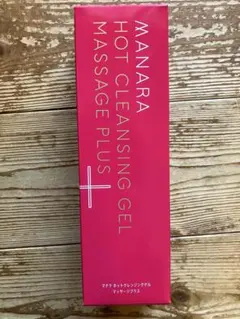 MANARA
HOT CLEANSING GEL
MASSAGE PLUS
マナラ ホットクレンジングゲル
マッサージプラス